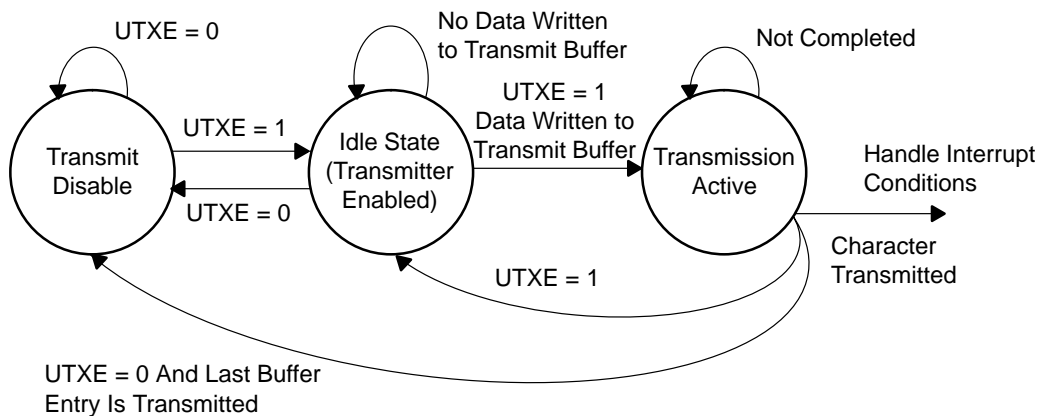 UTXE = 0
No Data Written
to Transmit Buffer
Not Completed
UTXE = 1
Data Written to
Transmit Buffer
UTXE = 1
Transmit
Disable
Idle State
(Transmitter
Enabled)
Transmission
Active
Handle Interrupt
Conditions
UTXE = 0
Character
Transmitted
UTXE = 1
UTXE = 0 And Last Buffer
Entry Is Transmitted